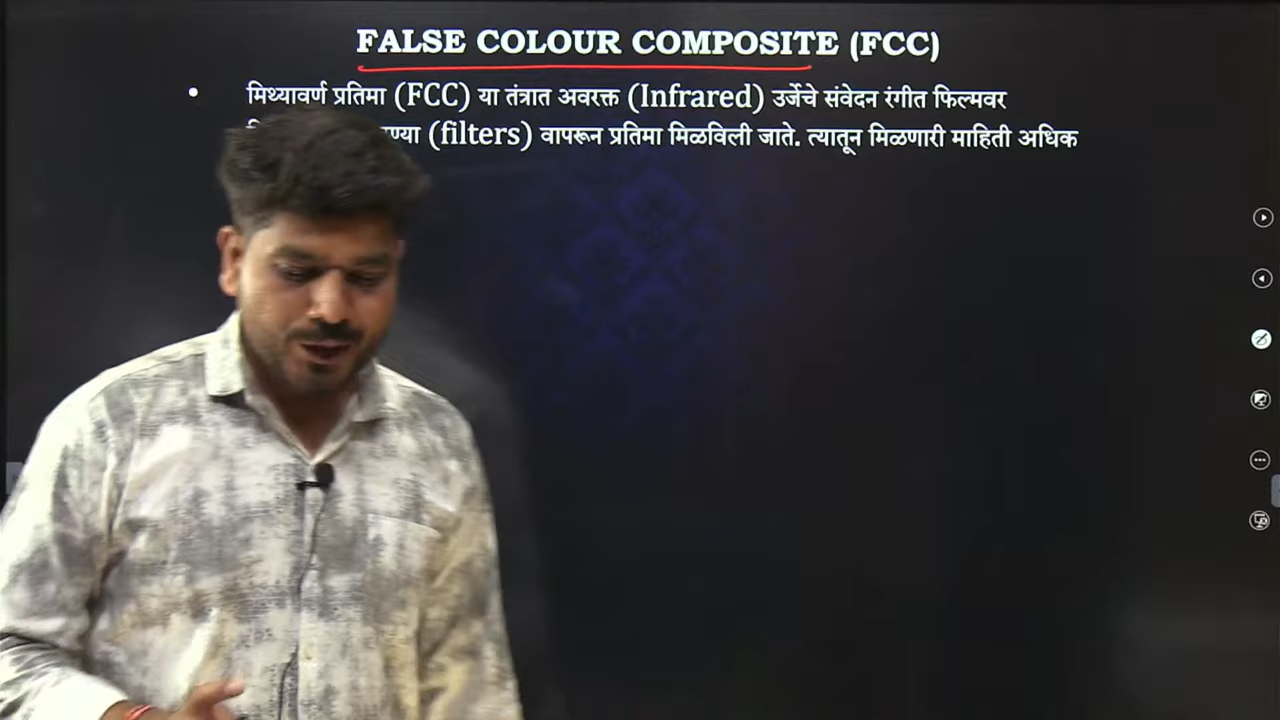 FALSE COLOUR COMPOSITE (FCC)
• मिथ्यावर्ण प्रतिमा (FCC) या तंत्रात अवरक्त (Infrared) उर्जेचे संवेदन रंगीत फिल्मवर
(filters) वापरून प्रतिमा मिळविली जाते. त्यातून मिळणारी माहिती अधिक